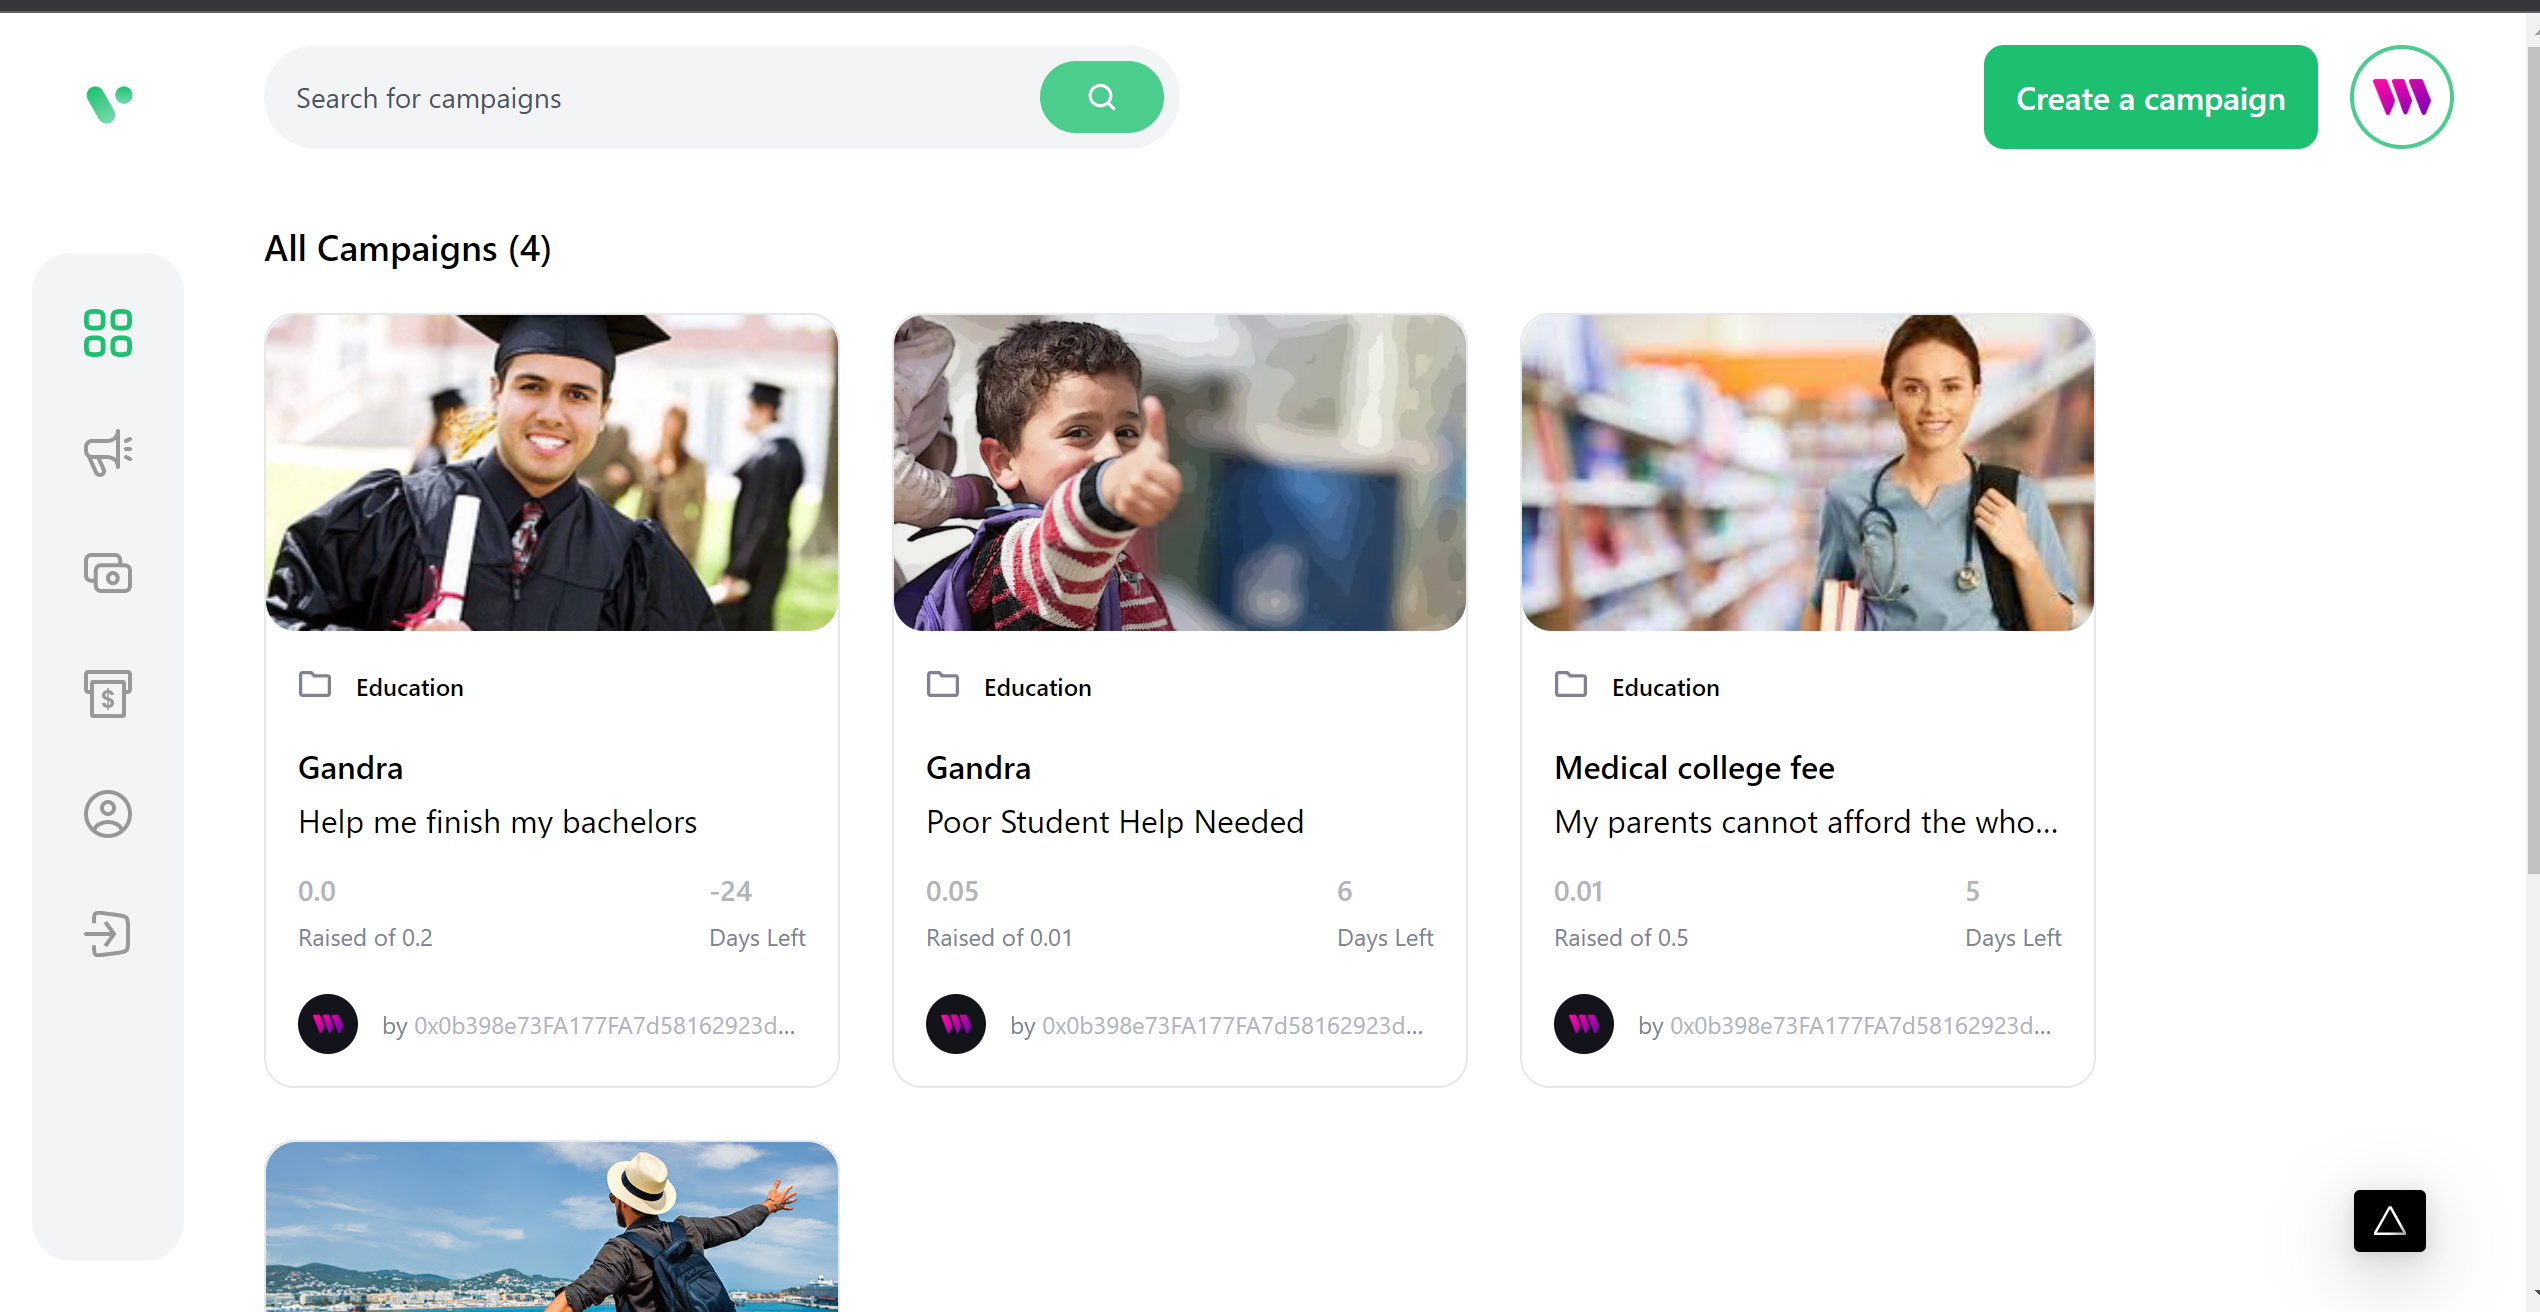 Search for campaigns
Create a campaign
All Campaigns (4)
Education
Gandra
Help me finish my bachelors
0.0
-24
Raised of 0.2
Days Left
by 0x0b398e73FA177FA7d58162923d...
Education
Gandra
Poor Student Help Needed
0.05
6
Raised of 0.01
Days Left
by 0x0b398e73FA177FA7d58162923d...
Education
Medical college fee
My parents cannot afford the who...
0.01
5
Raised of 0.5
Days Left
by 0x0b398e73FA177FA7d58162923d...